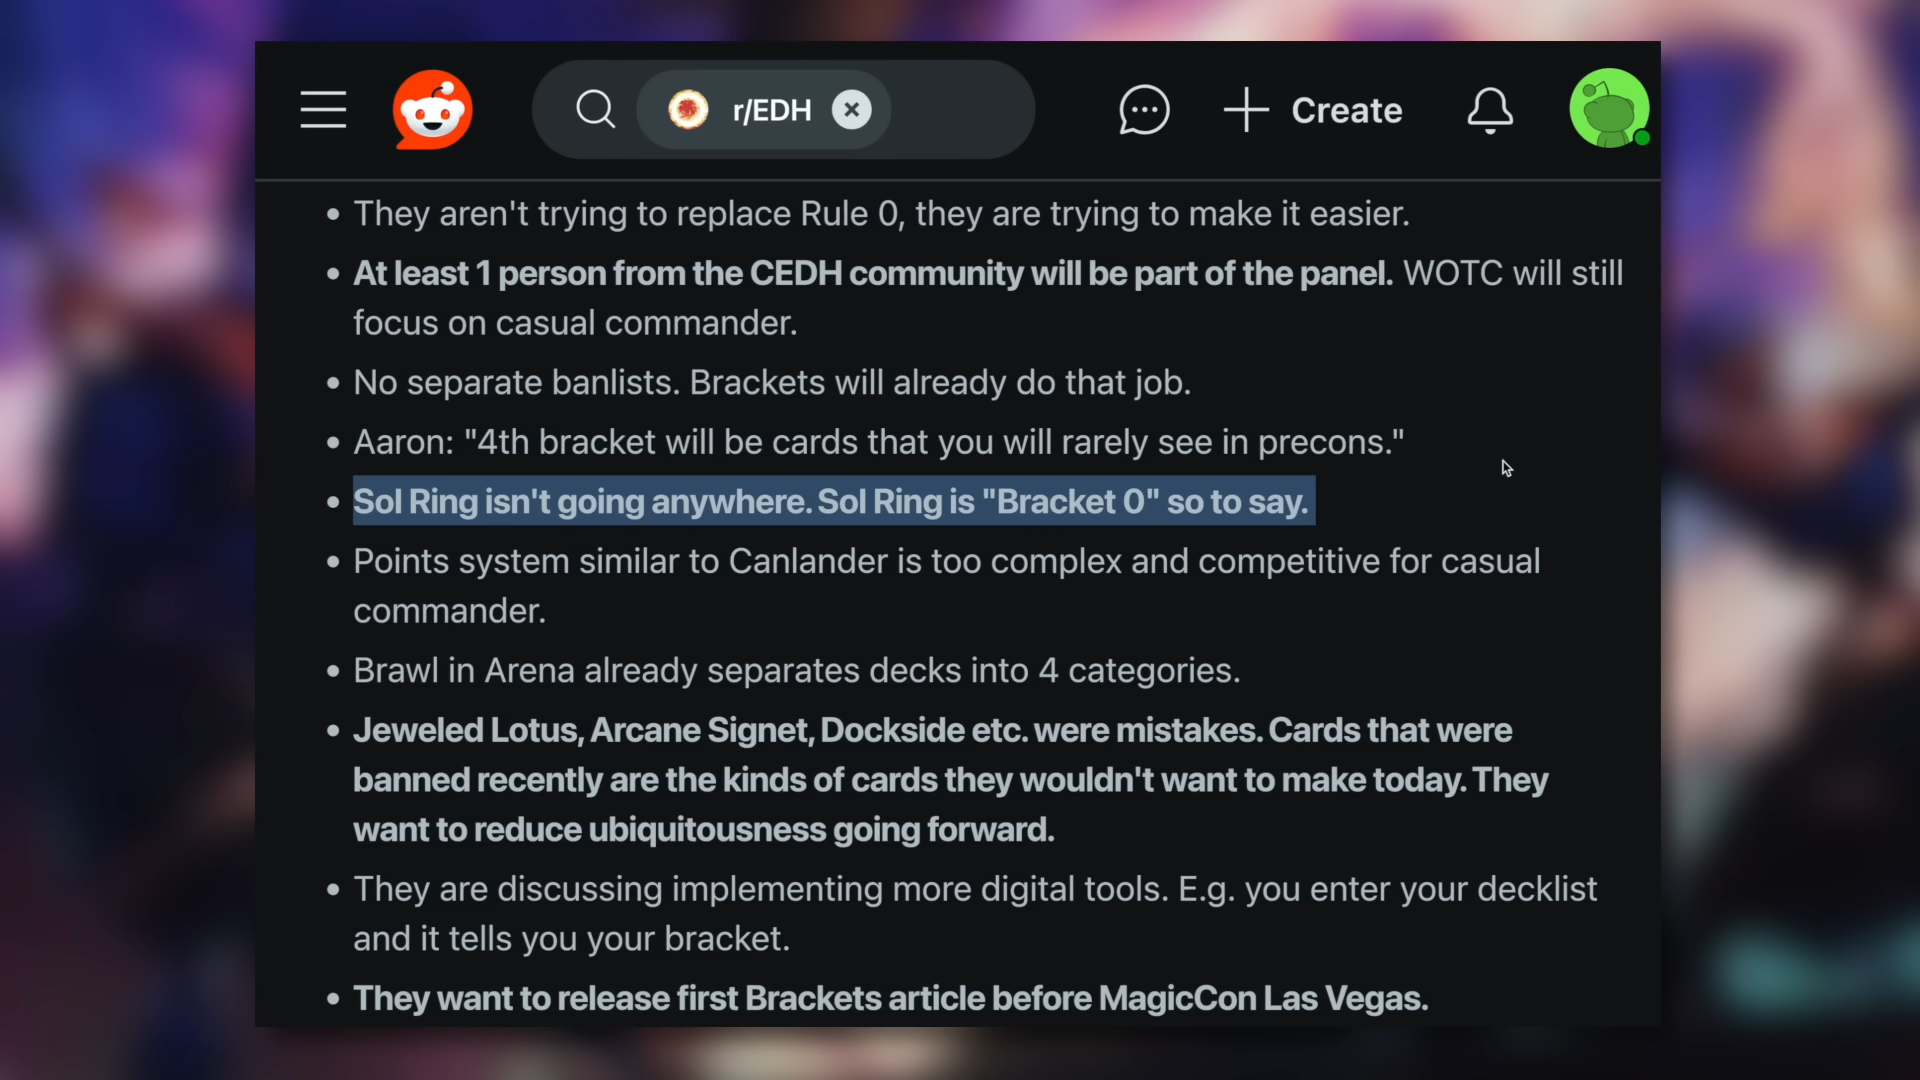 r/EDH
Create
They aren't trying to replace Rule 0, they are trying to make it easier.
At least 1 person from the CEDH community will be part of the panel. WOTC will still
focus on casual commander.
No separate banlists. Brackets will already do that job.
Aaron: "4th bracket will be cards that you will rarely see in precons."
Sol Ring isn't going anywhere. Sol Ring is "Bracket 0" so to say.
Points system similar to Canlander is too complex and competitive for casual
commander.
Brawl in Arena already separates decks into 4 categories.
Jeweled Lotus, Arcane Signet, Dockside etc. were mistakes. Cards that were
banned recently are the kinds of cards they wouldn't want to make today. They
want to reduce ubiquitousness going forward.
They are discussing implementing more digital tools. E.g. you enter your decklist
and it tells you your bracket.
They want to release first Brackets article before MagicCon Las Vegas.